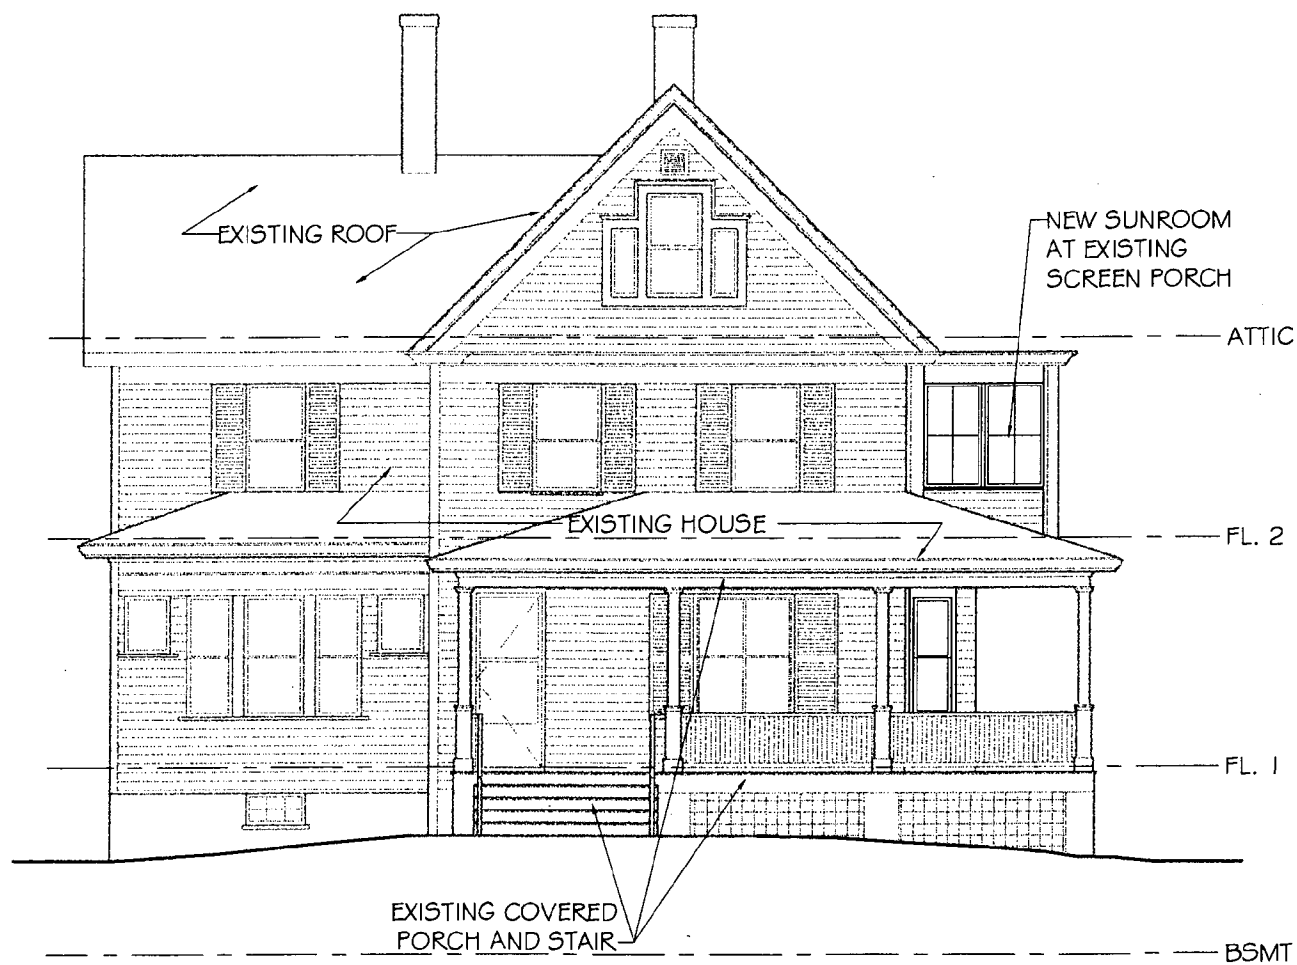 EXISTING ROOF
NEW SUNROOM
AT EXISTING
SCREEN PORCH
ATTIC
EXISTING HOUSE
FL. 2
FL. 1
EXISTING COVERED
PORCH AND STAIR
BSMT